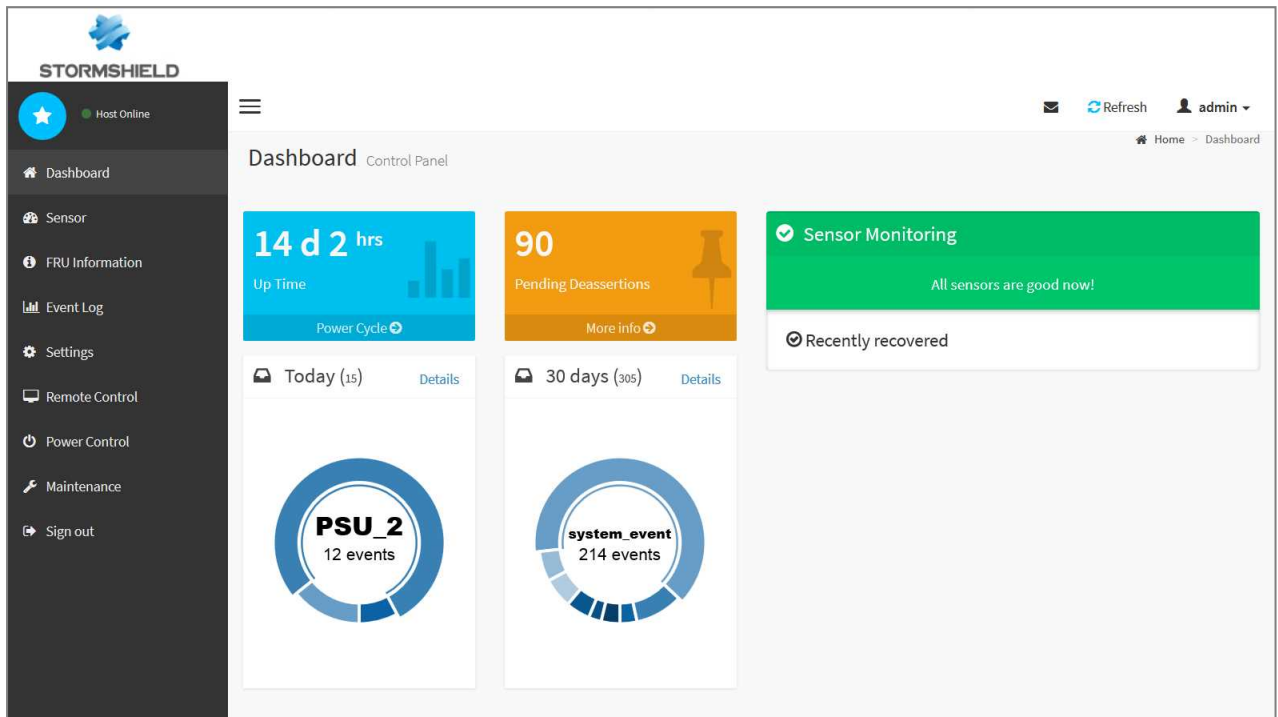 STORMSHIELD
Host Online
Refresh
admin
Home > Dashboard
Dashboard Control Panel
Dashboard
Sensor
FRU Information
Event Log
Settings
Remote Control
Power Control
Maintenance
Sign out
14 d 2 hrs
Up Time
Power Cycle
90
Pending Deassertions
More info
Sensor Monitoring
All sensors are good now!
Recently recovered
Today (15) Details
PSU_2
12 events
30 days (305) Details
system_event
214 events